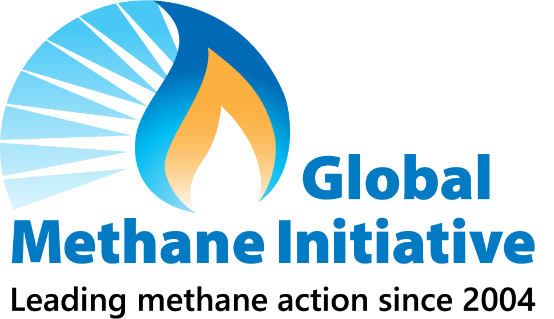 Global
Methane Initiative
Leading methane action since 2004